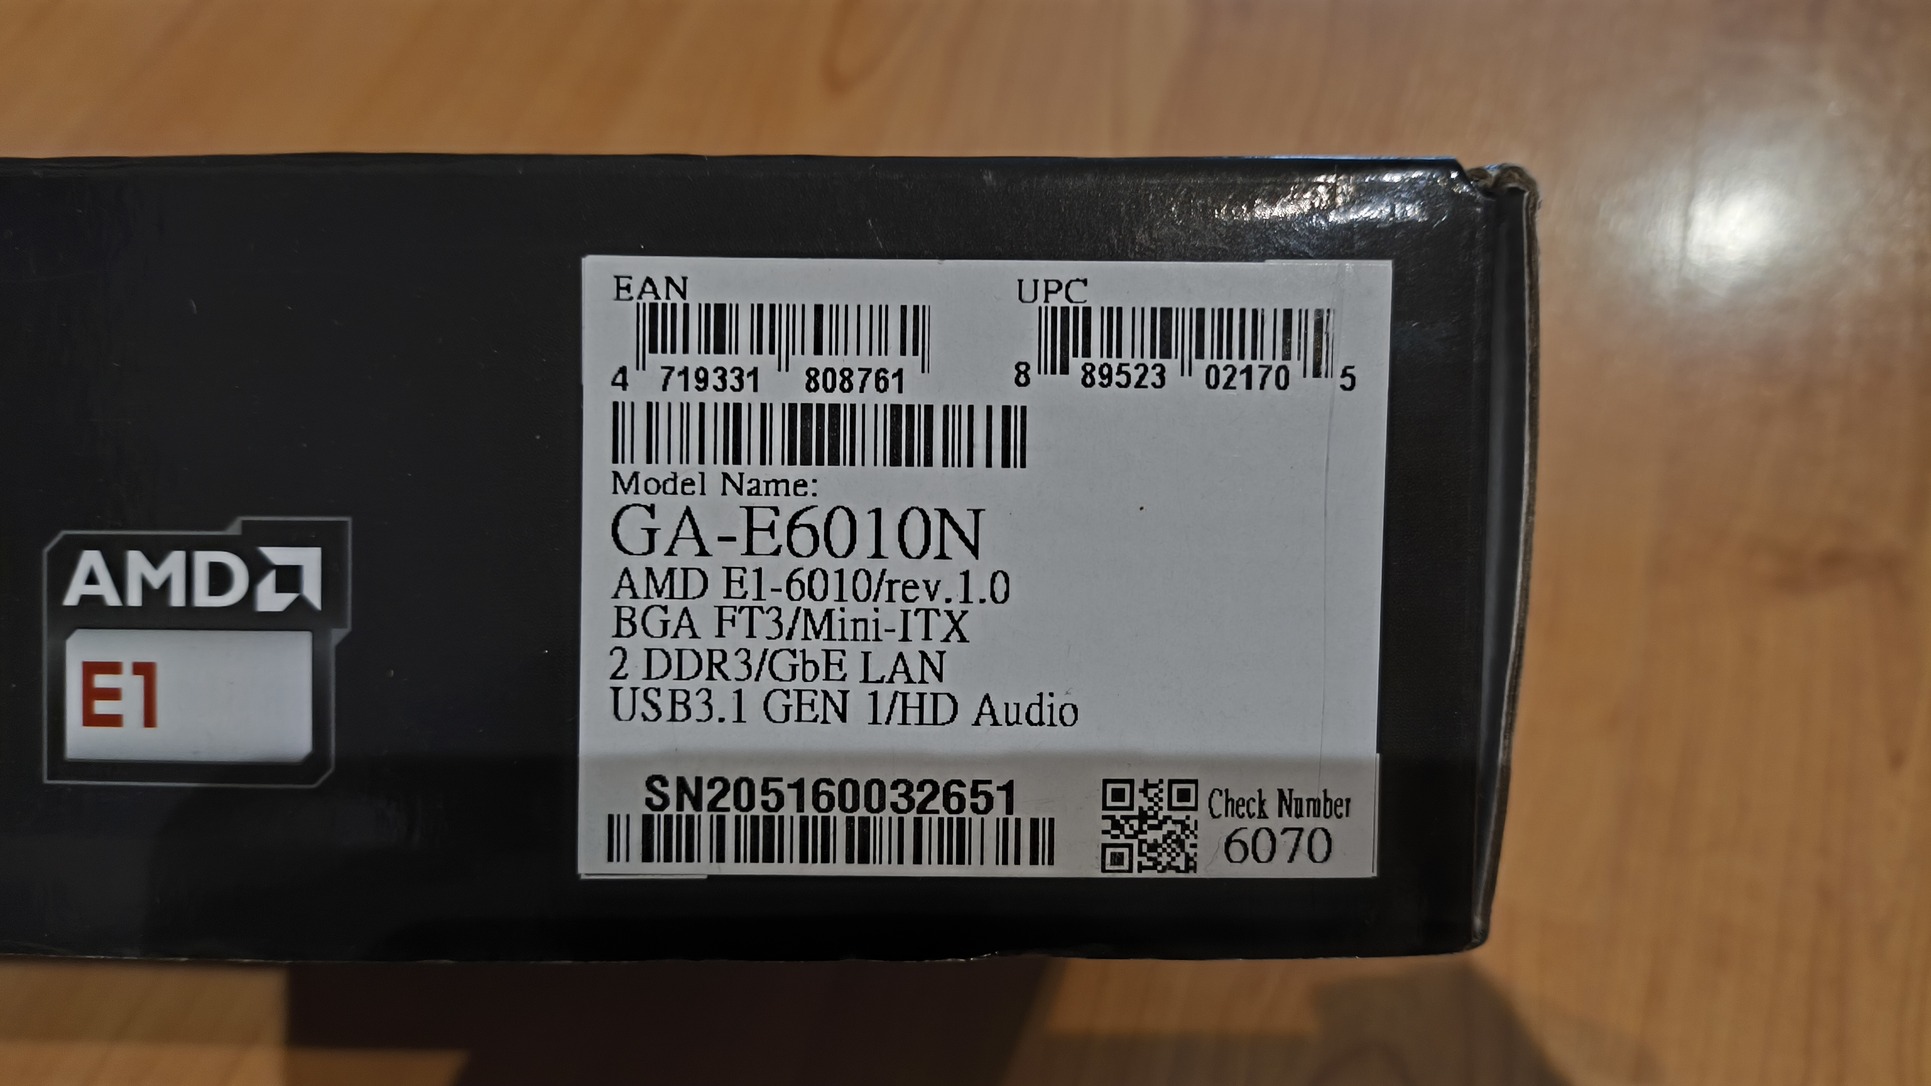 EAN
4 719331 808761
UPC
8 89523 02170 5
Model Name:
GA-E6010N
AMD E1-6010/rev.1.0
BGA FT3/Mini-ITX
2 DDR3/GbE LAN
USB3.1 GEN 1/HD Audio
SN205160032651
Check Number
6070
AMD
E1